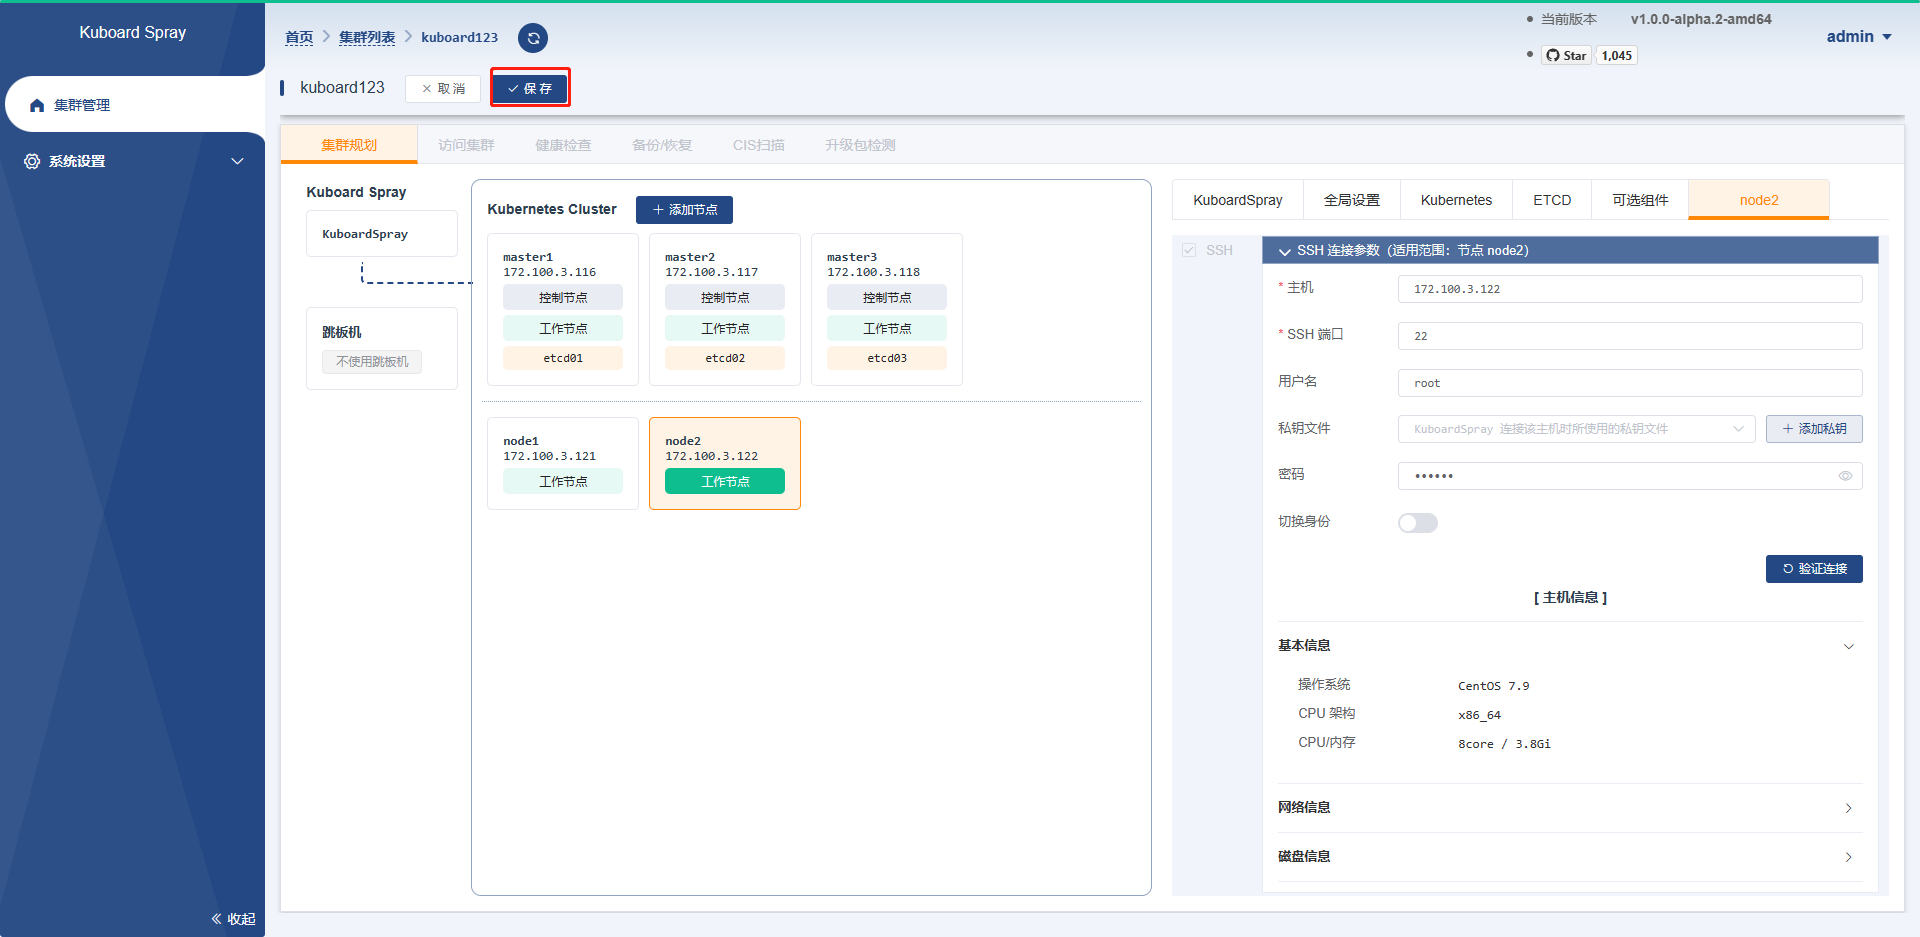 Kuboard Spray
集群管理
系统设置
收起
首页
集群列表
kuboard123
当前版本
v1.0.0-alpha.2-amd64
Star
1,045
admin
kuboard123
取 消
保 存
集群规划
访问集群
健康检查
备份/恢复
CIS扫描
升级包检测
Kuboard Spray
KuboardSpray
跳板机
不使用跳板机
Kubernetes Cluster
添加节点
master1
172.100.3.116
控制节点
工作节点
etcd01
master2
172.100.3.117
控制节点
工作节点
etcd02
master3
172.100.3.118
控制节点
工作节点
etcd03
node1
172.100.3.121
工作节点
node2
172.100.3.122
工作节点
KuboardSpray
全局设置
Kubernetes
ETCD
可选组件
node2
SSH
SSH 连接参数（适用范围：节点 node2）
* 主机
172.100.3.122
* SSH 端口
22
用户名
root
私钥文件
KuboardSpray 连接该主机时所使用的私钥文件
添加私钥
密码
••••••
切换身份
验证连接
[ 主机信息 ]
基本信息
操作系统
CentOS 7.9
CPU 架构
x86_64
CPU/内存
8core / 3.8Gi
网络信息
磁盘信息